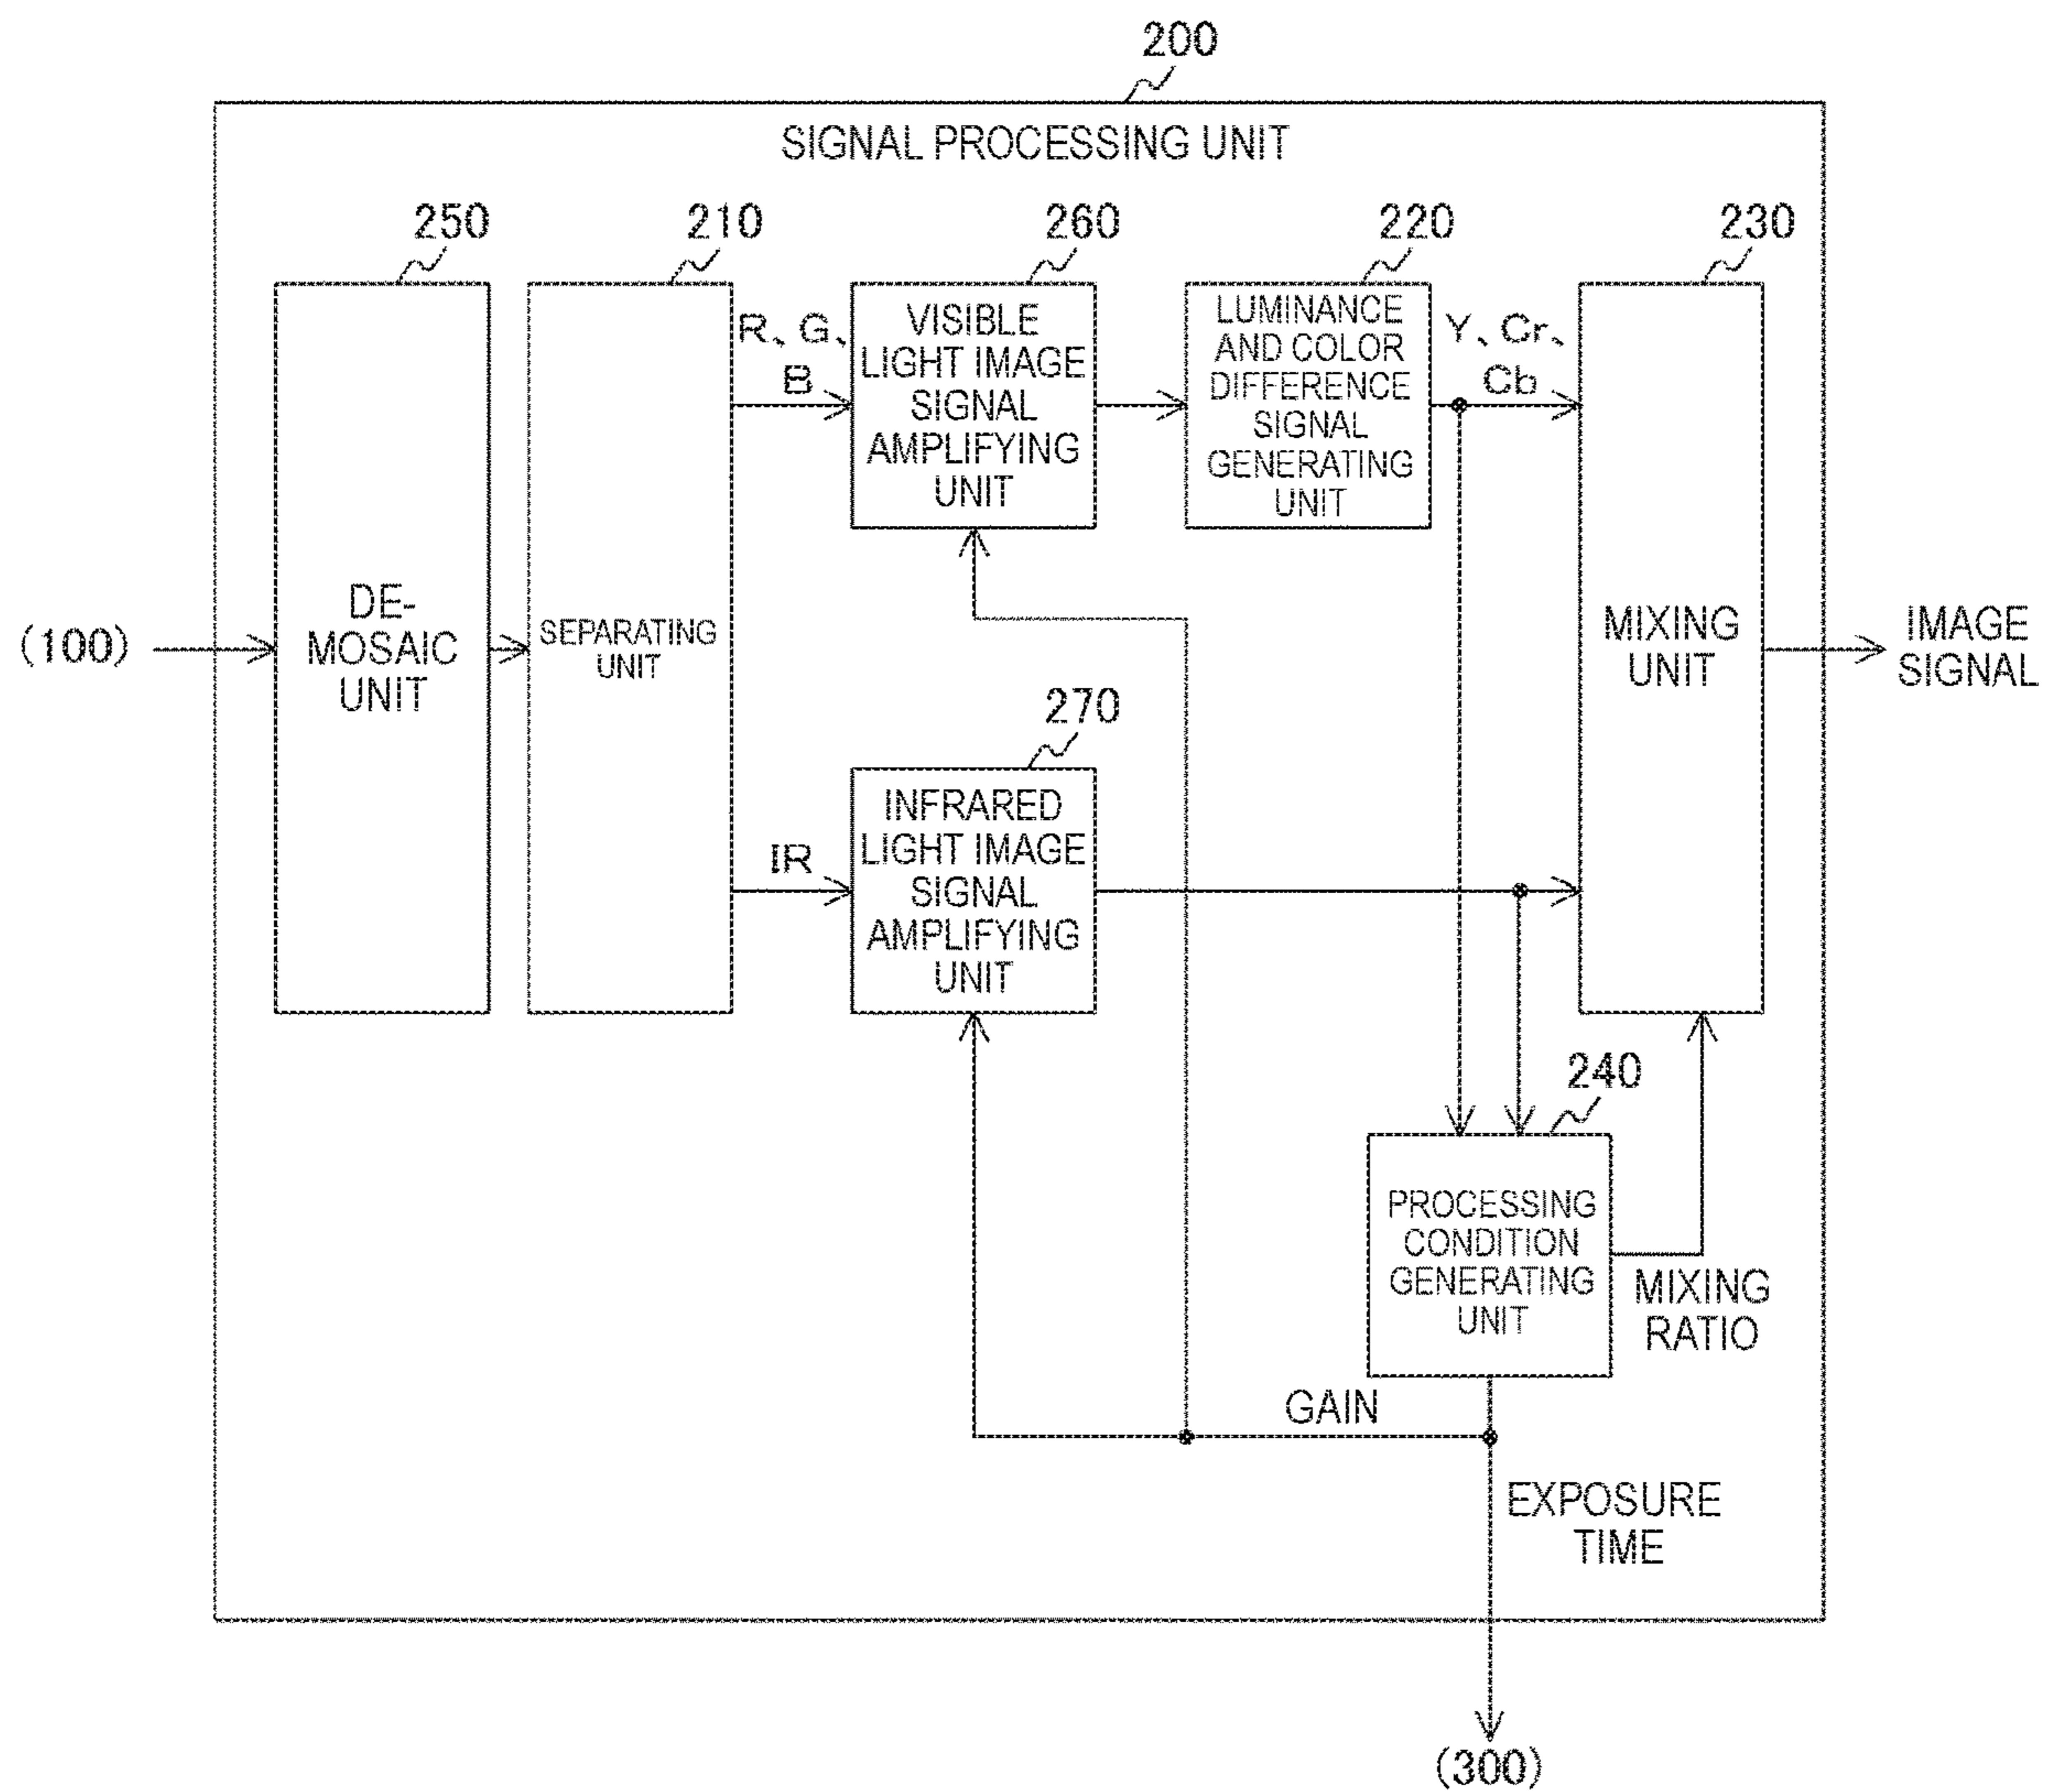 200
SIGNAL PROCESSING UNIT
250
210
260
220
230
(100)
DE-
MOSAIC
UNIT
SEPARATING
UNIT
R、G、
B
VISIBLE
LIGHT IMAGE
SIGNAL
AMPLIFYING
UNIT
LUMINANCE
AND COLOR
DIFFERENCE
SIGNAL
GENERATING
UNIT
Y、Cr、
Cb
MIXING
UNIT
IMAGE
SIGNAL
270
IR
INFRARED
LIGHT IMAGE
SIGNAL
AMPLIFYING
UNIT
240
PROCESSING
CONDITION
GENERATING
UNIT
MIXING
RATIO
GAIN
EXPOSURE
TIME
(300)